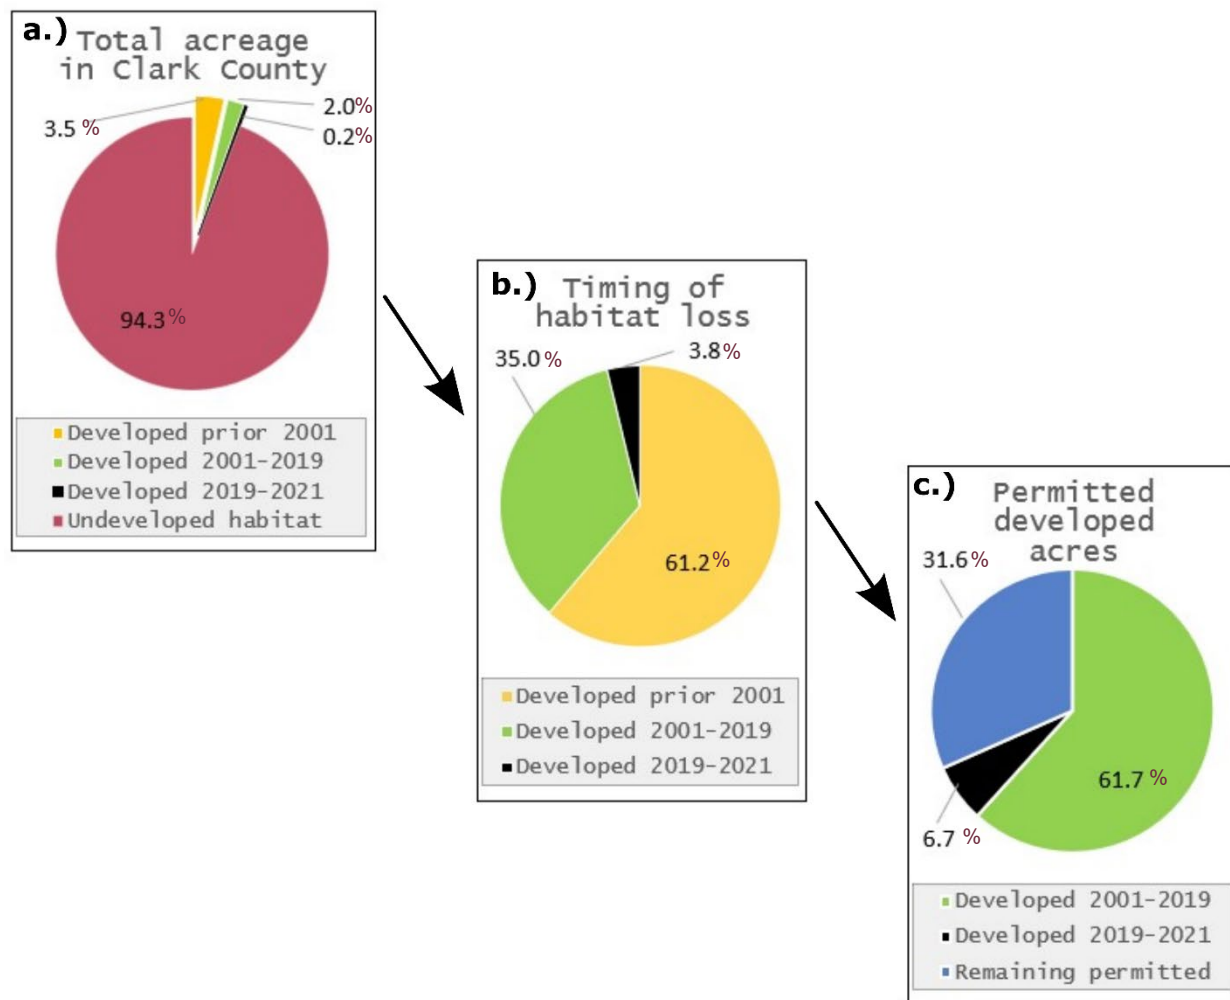 a.) Total acreage
in Clark County
2.0%
3.5 %
0.2%
94.3%
Developed prior 2001
Developed 2001-2019
Developed 2019-2021
Undeveloped habitat
b.) Timing of
habitat loss
35.0 %
3.8%
61.2%
Developed prior 2001
Developed 2001-2019
Developed 2019-2021
c.) Permitted
developed
acres
31.6%
61.7 %
6.7 %
Developed 2001-2019
Developed 2019-2021
Remaining permitted